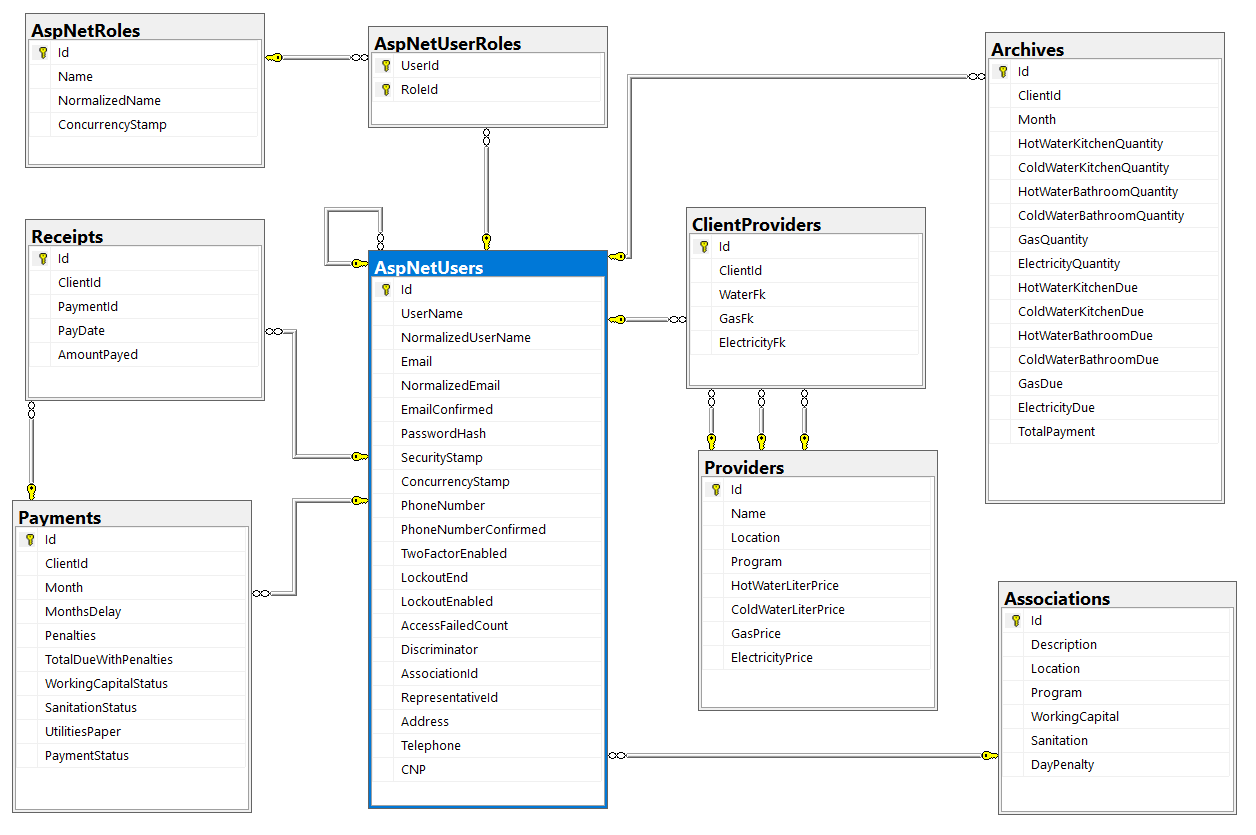 AspNetRoles
Id
Name
NormalizedName
ConcurrencyStamp
AspNetUserRoles
UserId
RoleId
Archives
Id
ClientId
Month
HotWaterKitchenQuantity
ColdWaterKitchenQuantity
HotWaterBathroomQuantity
ColdWaterBathroomQuantity
GasQuantity
ElectricityQuantity
HotWaterKitchenDue
ColdWaterKitchenDue
HotWaterBathroomDue
ColdWaterBathroomDue
GasDue
ElectricityDue
TotalPayment
Receipts
Id
ClientId
PaymentId
PayDate
AmountPayed
AspNetUsers
Id
UserName
NormalizedUserName
Email
NormalizedEmail
EmailConfirmed
PasswordHash
SecurityStamp
ConcurrencyStamp
PhoneNumber
PhoneNumberConfirmed
TwoFactorEnabled
LockoutEnd
LockoutEnabled
AccessFailedCount
Discriminator
AssociationId
RepresentativeId
Address
Telephone
CNP
ClientProviders
Id
ClientId
WaterFk
GasFk
ElectricityFk
Providers
Id
Name
Location
Program
HotWaterLiterPrice
ColdWaterLiterPrice
GasPrice
ElectricityPrice
Payments
Id
ClientId
Month
MonthsDelay
Penalties
TotalDueWithPenalties
WorkingCapitalStatus
SanitationStatus
UtilitiesPaper
PaymentStatus
Associations
Id
Description
Location
Program
WorkingCapital
Sanitation
DayPenalty